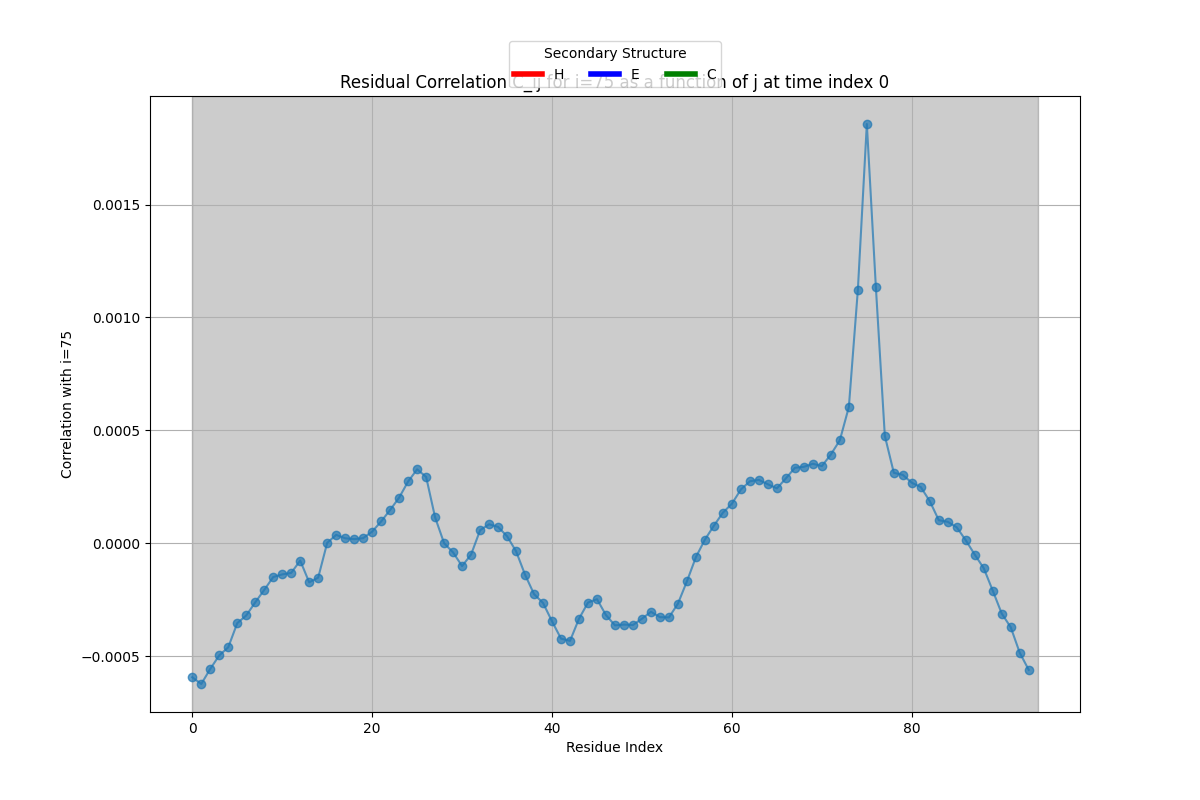 Secondary Structure
H E C
Residual Correlation C_ij for i=75 as a function of j at time index 0
0.0015
0.0010
0.0005
0.0000
−0.0005
Correlation with i=75
0 20 40 60 80
Residue Index